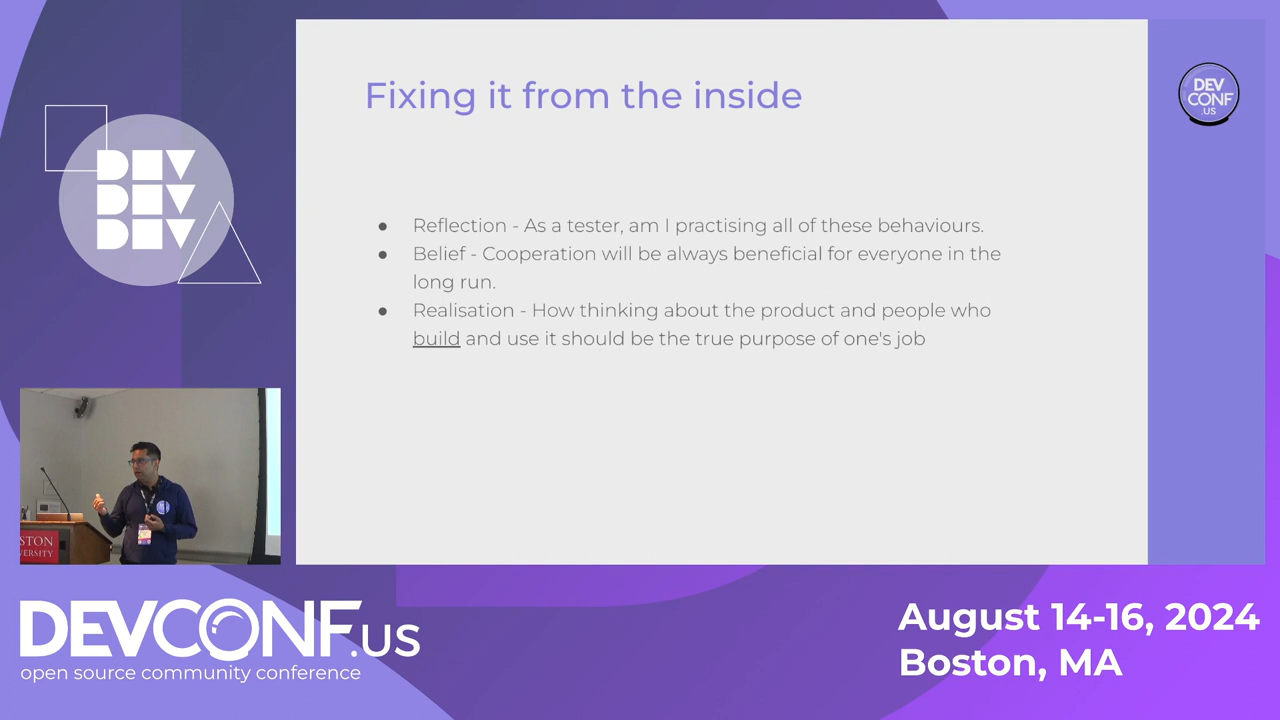 DEV
DEV
DEV
Fixing it from the inside
DEV
CONF
.US
● Reflection - As a tester, am I practising all of these behaviours.
● Belief - Cooperation will be always beneficial for everyone in the
long run.
● Realisation - How thinking about the product and people who
build and use it should be the true purpose of one's job
STON
VERSITY
DEVCONF.US
open source community conference
August 14-16, 2024
Boston, MA